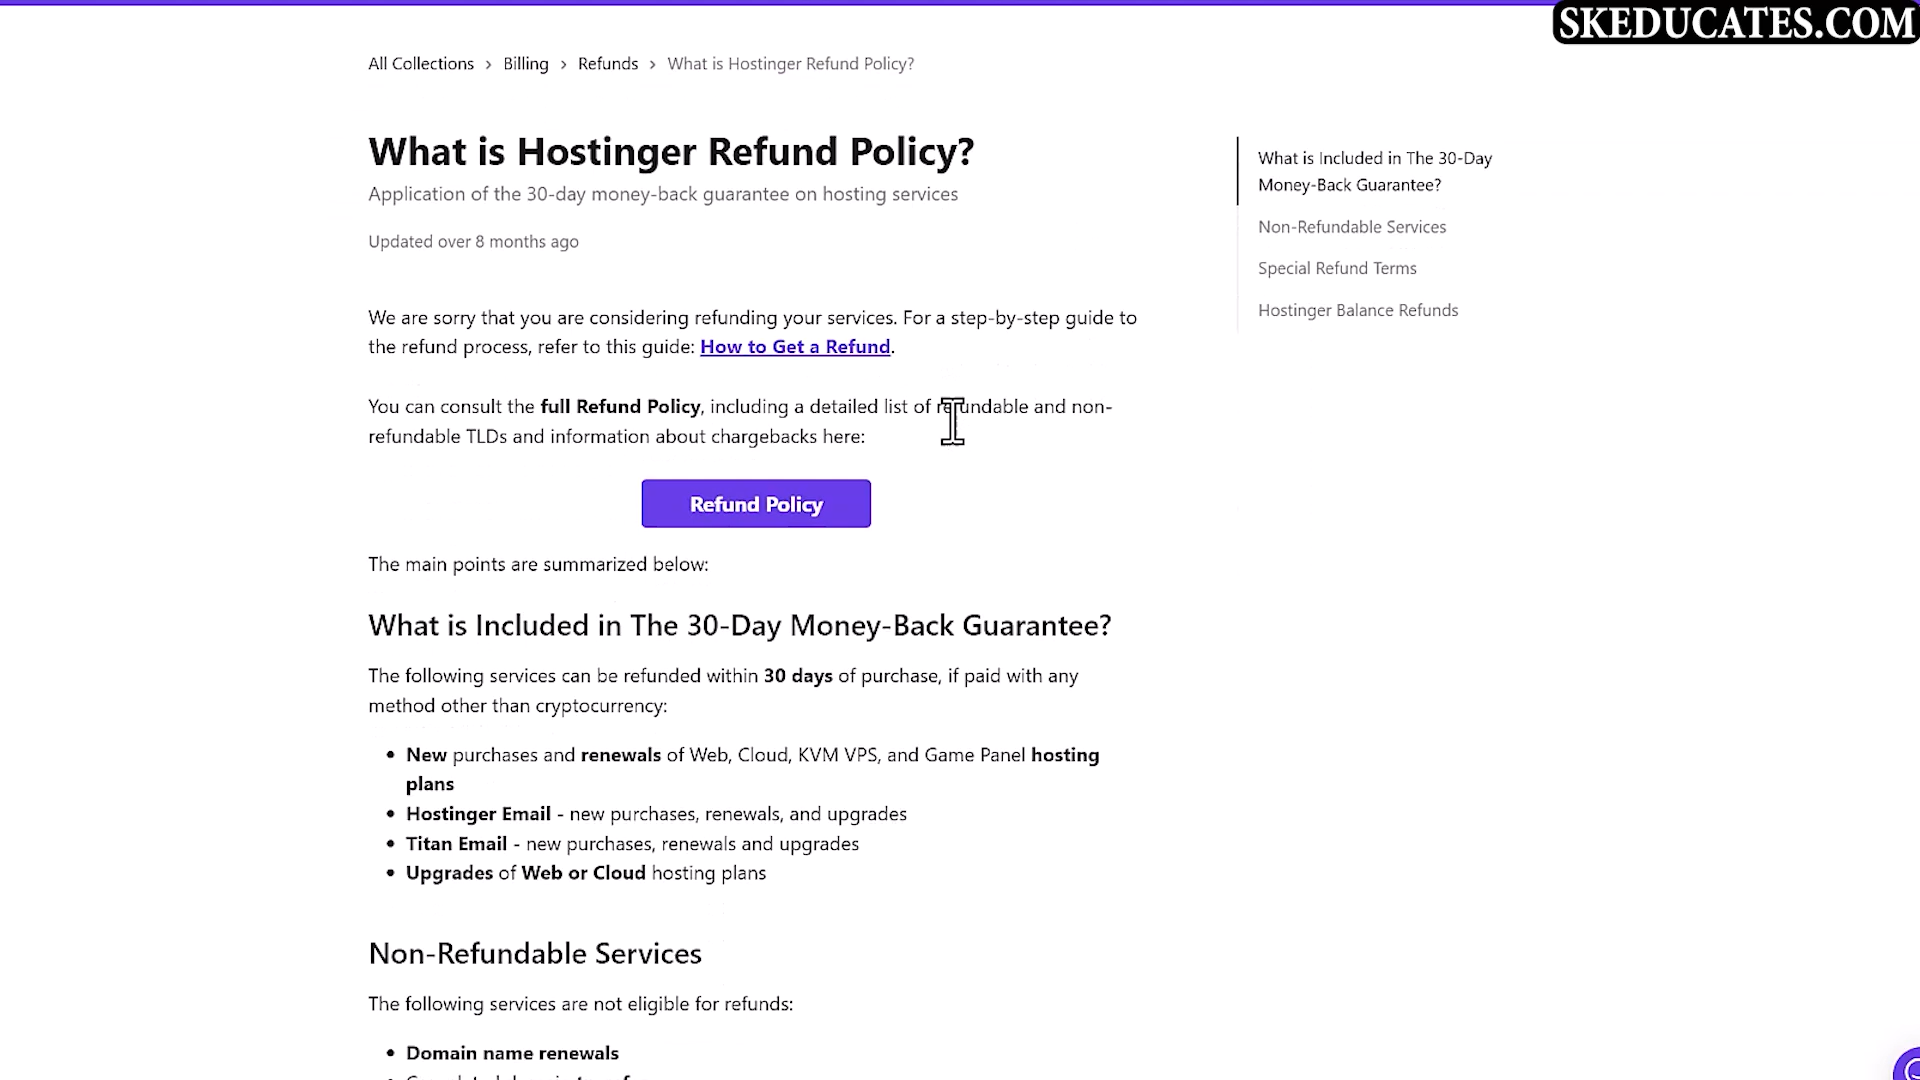 SKEDUCATES.COM
All Collections > Billing > Refunds > What is Hostinger Refund Policy?
What is Hostinger Refund Policy?
Application of the 30-day money-back guarantee on hosting services
Updated over 8 months ago
We are sorry that you are considering refunding your services. For a step-by-step guide to
the refund process, refer to this guide: How to Get a Refund.
You can consult the full Refund Policy, including a detailed list of refundable and non-
refundable TLDs and information about chargebacks here:
Refund Policy
The main points are summarized below:
What is Included in The 30-Day Money-Back Guarantee?
The following services can be refunded within 30 days of purchase, if paid with any
method other than cryptocurrency:
• New purchases and renewals of Web, Cloud, KVM VPS, and Game Panel hosting
plans
• Hostinger Email - new purchases, renewals, and upgrades
• Titan Email - new purchases, renewals and upgrades
• Upgrades of Web or Cloud hosting plans
Non-Refundable Services
The following services are not eligible for refunds:
• Domain name renewals
What is Included in The 30-Day
Money-Back Guarantee?
Non-Refundable Services
Special Refund Terms
Hostinger Balance Refunds